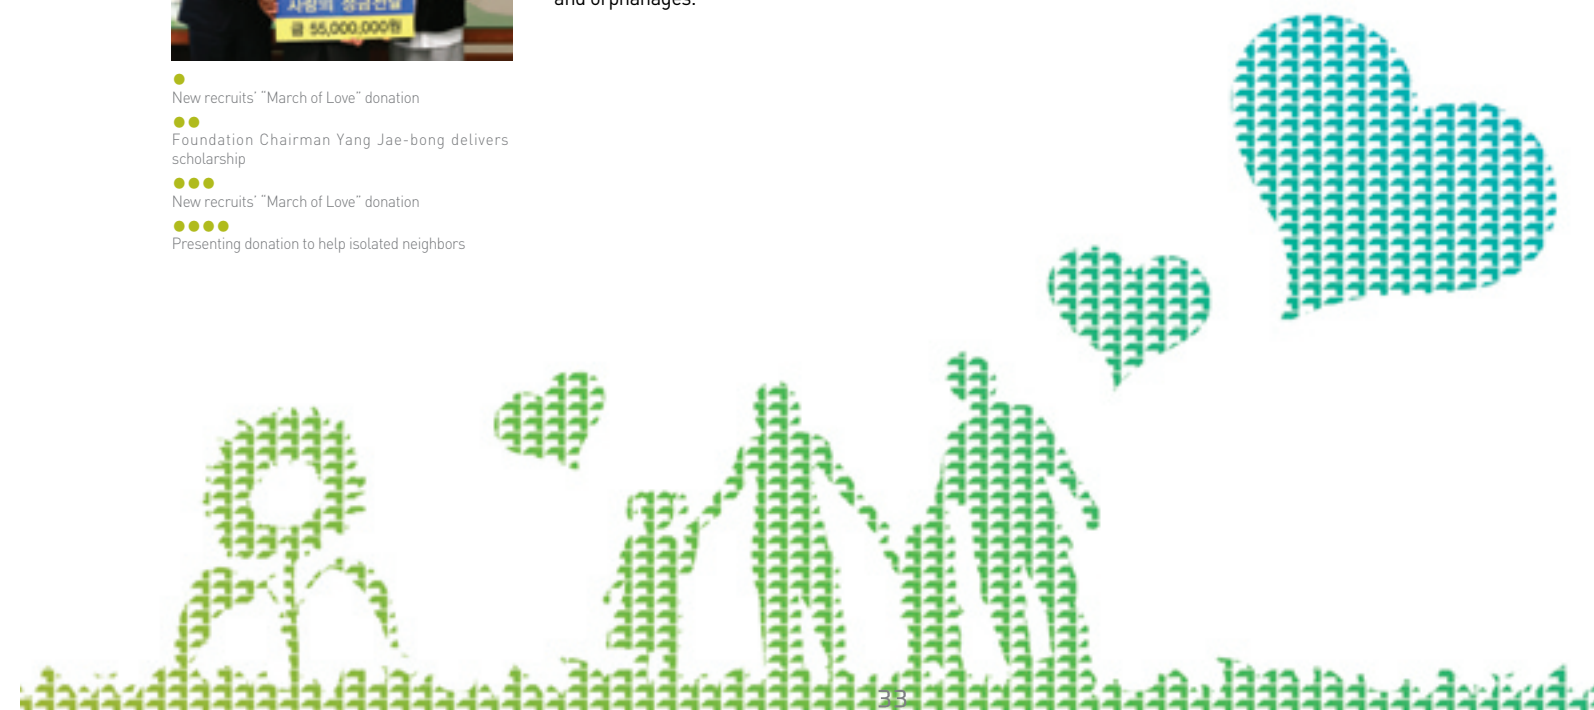 사랑의 성금전달
금 55,000,000원
and orphanages.
New recruits’ “March of Love” donation
Foundation Chairman Yang Jae-bong delivers
scholarship
New recruits’ “March of Love” donation
Presenting donation to help isolated neighbors
33